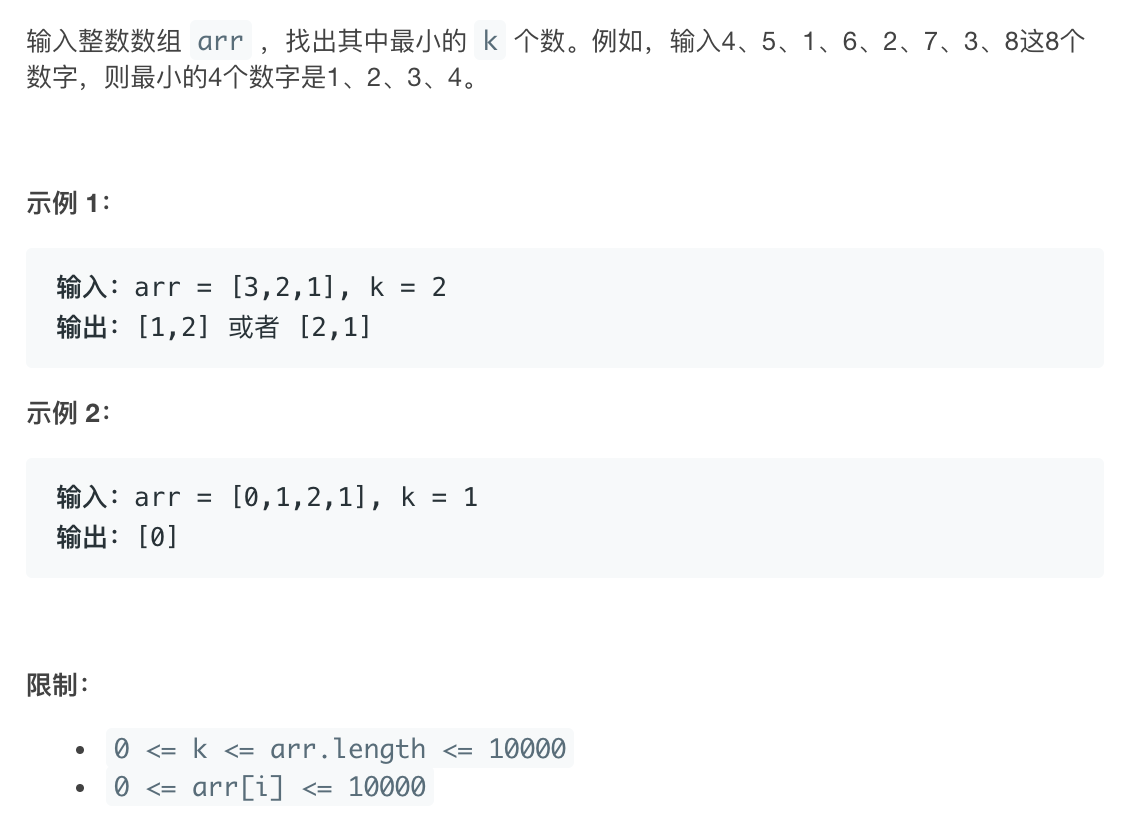 输入整数数组 arr ，找出其中最小的 k 个数。例如，输入4、5、1、6、2、7、3、8这8个
数字，则最小的4个数字是1、2、3、4。
示例 1：
输入：arr = [3,2,1], k = 2
输出：[1,2] 或者 [2,1]
示例 2：
输入：arr = [0,1,2,1], k = 1
输出：[0]
限制：
• 0 <= k <= arr.length <= 10000
• 0 <= arr[i] <= 10000